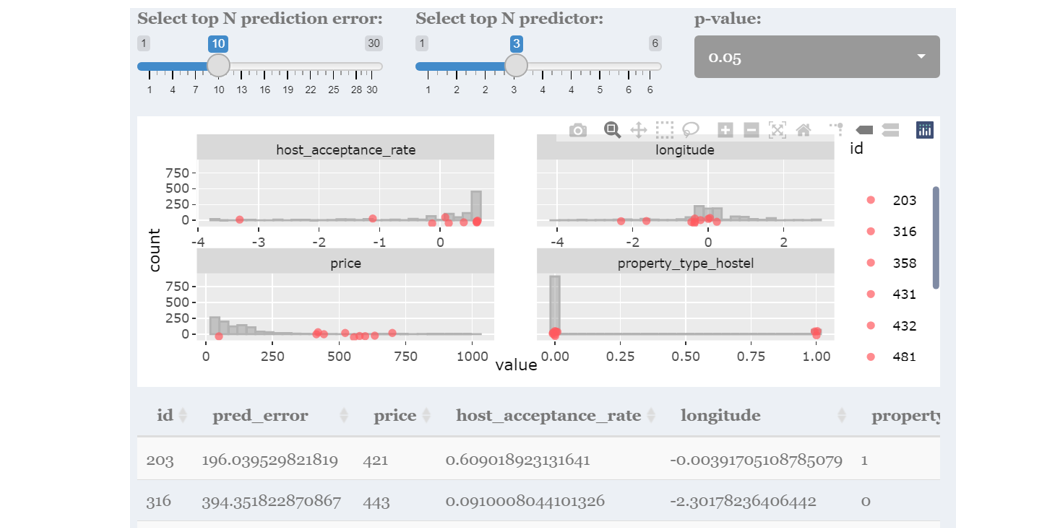 Select top N prediction error: Select top N predictor: p-value:
1 10 30 1 3 6
0.05
1 4 7 10 13 16 19 22 25 28 30 1 2 2 3 4 4 5 6 6
host_acceptance_rate longitude id
750
500
250
0
-4 -3 -2 -1 0 -4 -2 0 2
203
316
358
431
432
481
count
price property_type_hostel
750
500
250
0
0 250 500 750 1000 0.00 0.25 0.50 0.75 1.00
value
id pred_error price host_acceptance_rate longitude property
203 196.039529821819 421 0.609018923131641 -0.00391705108785079 1
316 394.351822870867 443 0.0910008044101326 -2.30178236406442 0